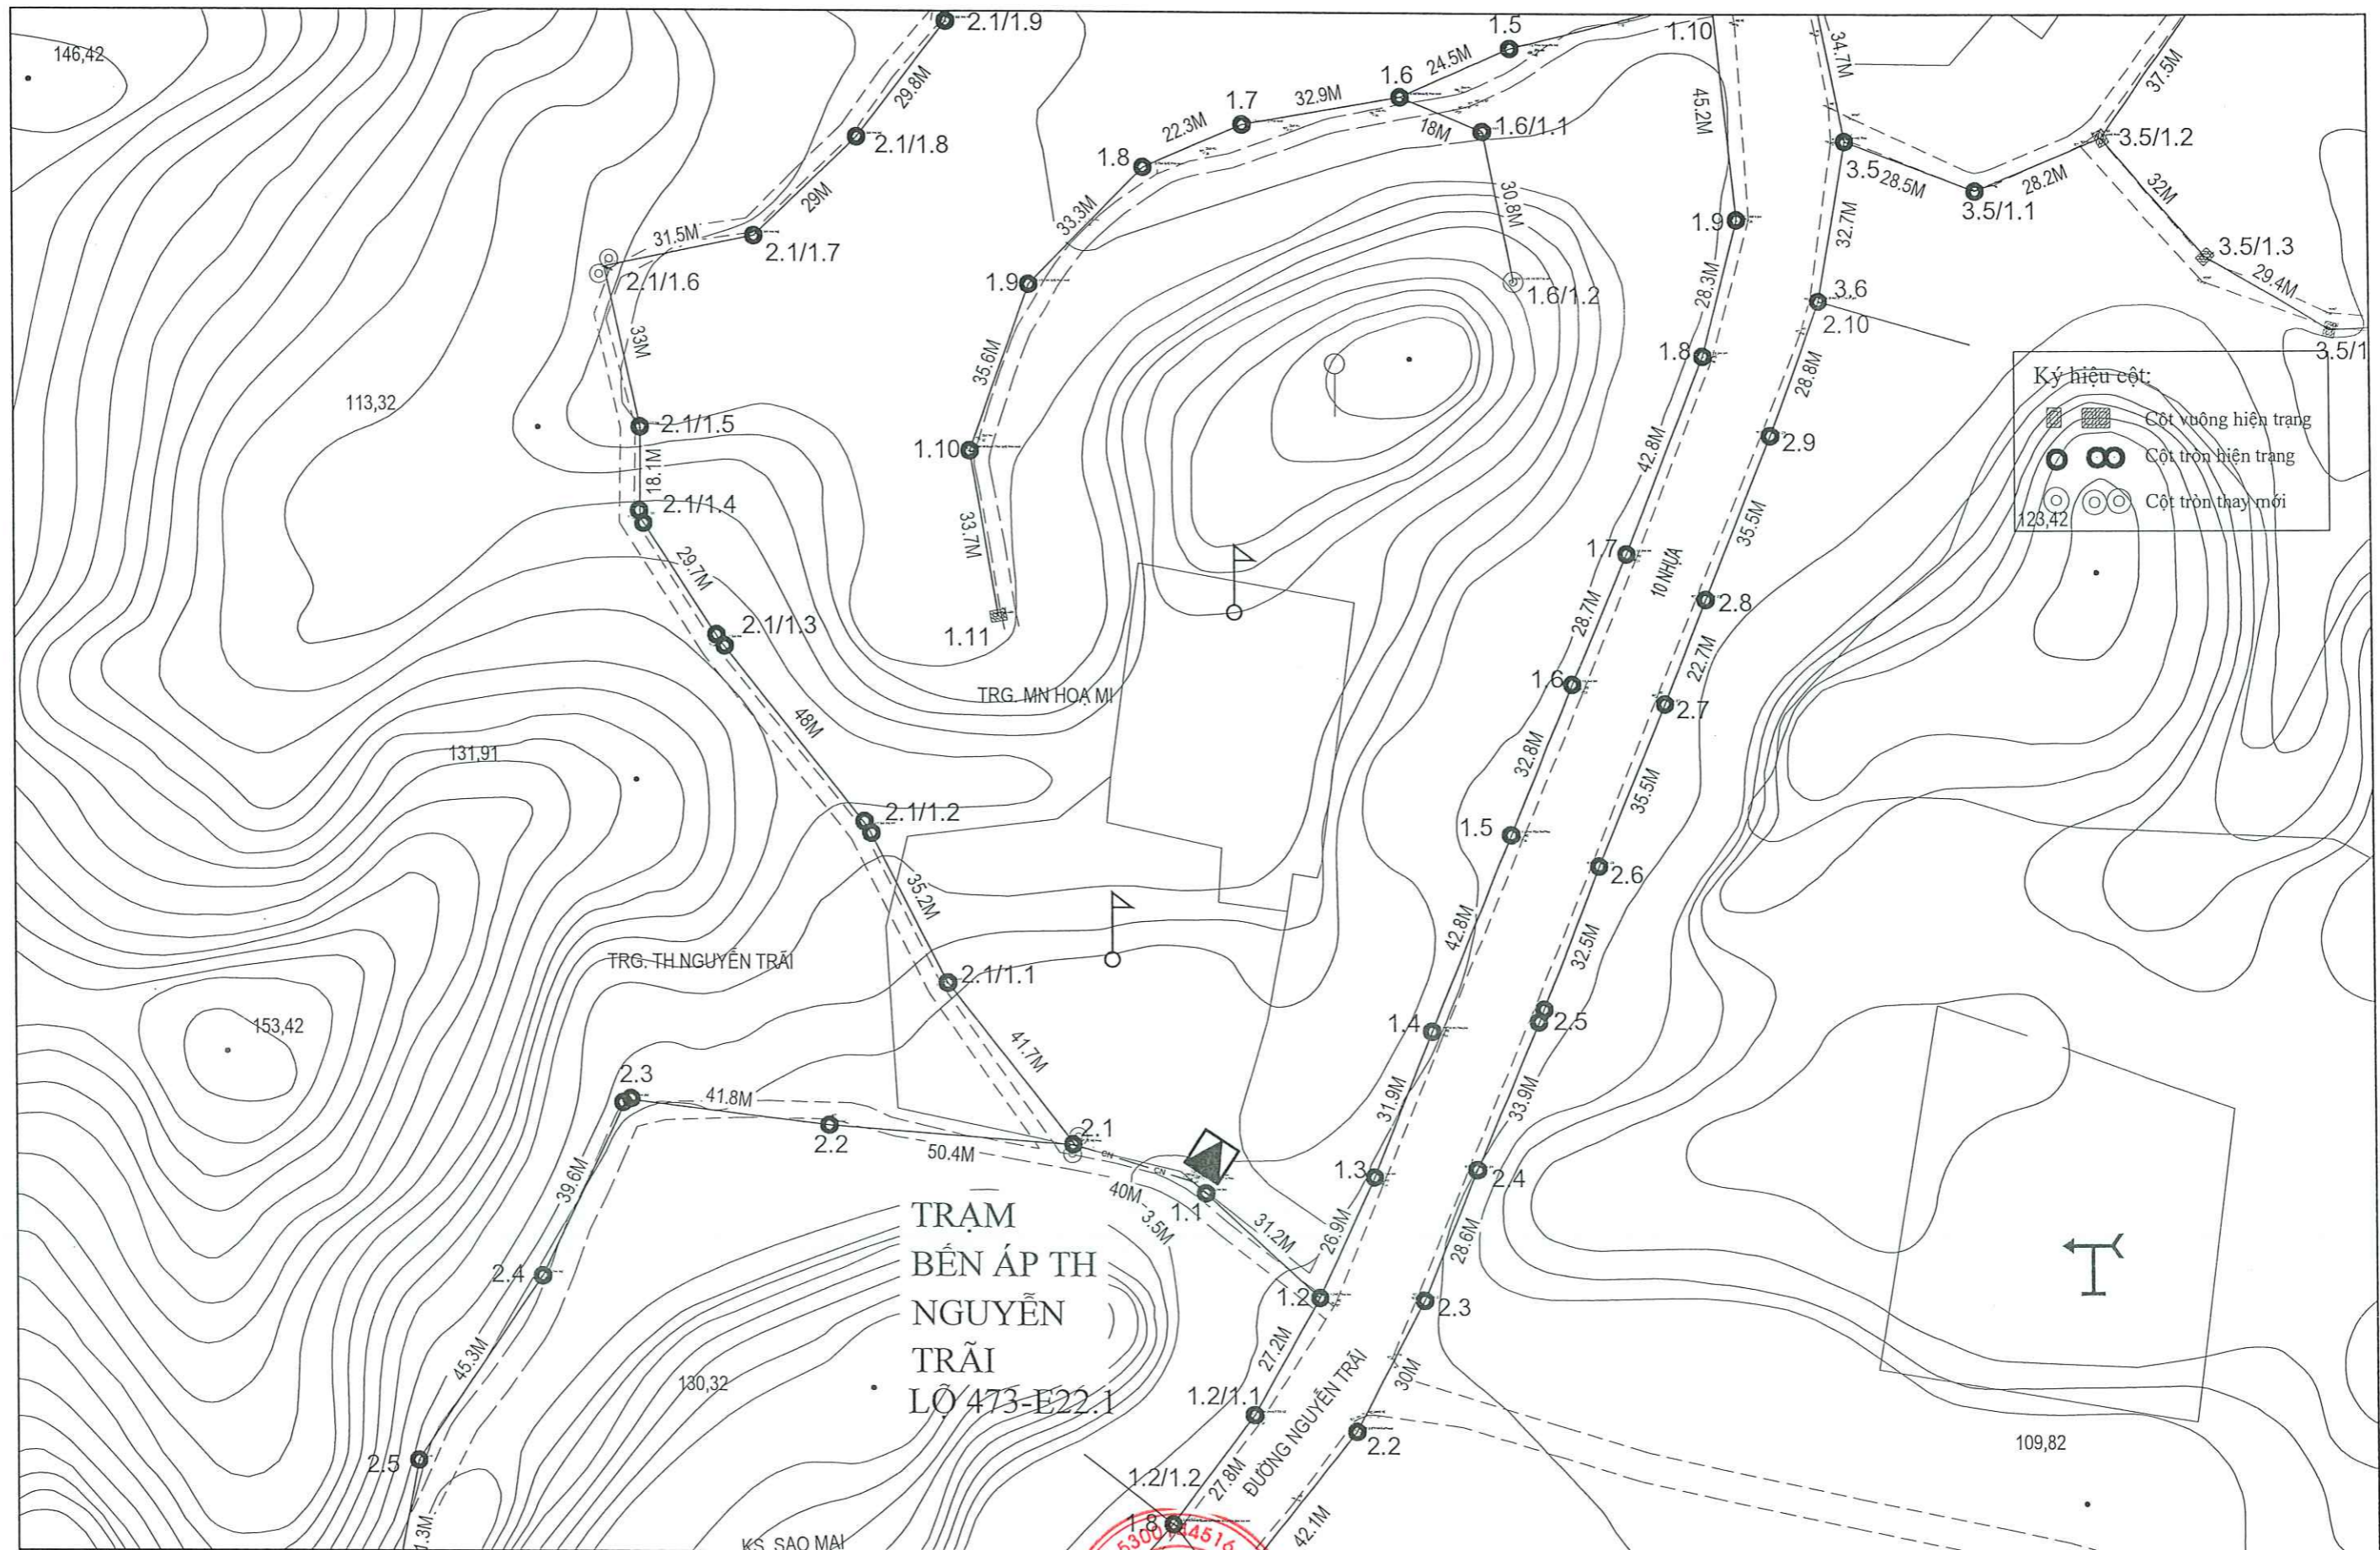 2.1/1.9
1.5
1.10
146,42
34.7M
24.5M
37.5M
29.8M
1.6
32.9M
1.7
45.2M
22.3M
18M
1.6/1.1
3.5/1.2
2.1/1.8
1.8
3.5
28.5M
28.2M
32M
29M
3.5/1.1
33.3M
30.8M
1.9
32.7M
31.5M
2.1/1.7
3.5/1.3
2.1/1.6
1.9
1.6/1.2
28.3M
3.6
29.4M
2.10
33M
35.6M
1.8
28.8M
3.5/1
Ký hiệu cột:
113,32
Cột vuông hiện trạng
2.1/1.5
1.10
42.8M
2.9
Cột tròn hiện trạng
18.1M
2.1/1.4
Cột tròn thay mới
123,42
33.7M
35.5M
29.7M
1.7
10 NHỰA
2.8
2.1/1.3
1.11
28.7M
22.7M
TRG. MN HOẠ MI
1.6
2.7
48M
131,91
32.8M
35.5M
2.1/1.2
1.5
2.6
35.2M
42.8M
32.5M
TRG. TH NGUYỄN TRÃI
2.1/1.1
153,42
1.4
2.5
41.7M
2.3
41.8M
31.9M
33.9M
2.1
2.2
50.4M
CN
CN
1.3
2.4
39.6M
40M
3.5M
1.1
31.2M
26.9M
28.6M
TRẠM
BẾN ÁP TH
NGUYỄN
TRÃI
LỘ 473-E22.1
2.4
1.2
2.3
45.3M
27.2M
130,32
30M
1.2/1.1
ĐƯỜNG NGUYỄN TRÃI
2.2
109,82
2.5
1.2/1.2
27.8M
1.8
42.1M
1.3M
KS. SAO MAI